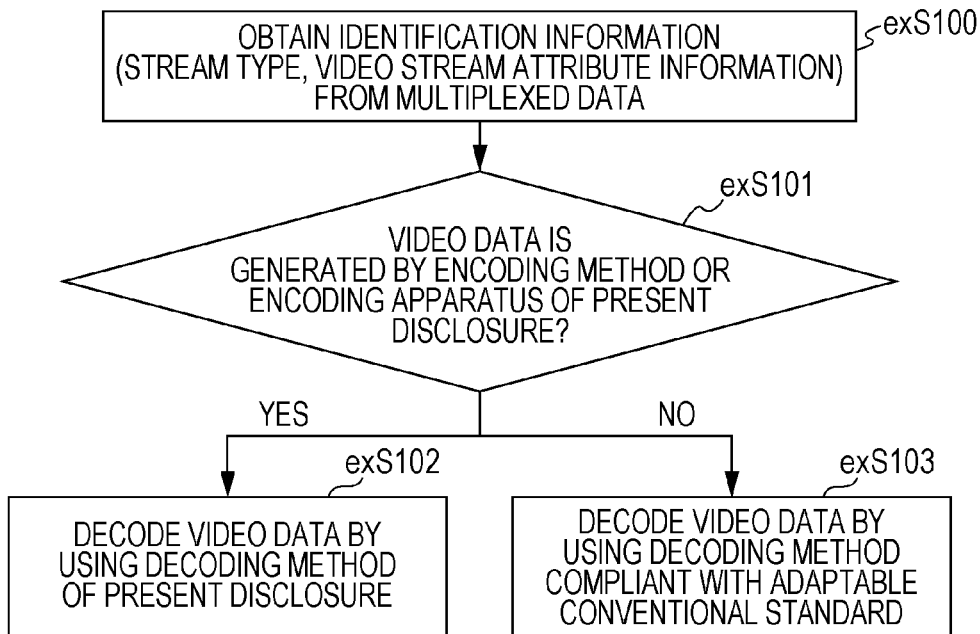 exS100
OBTAIN IDENTIFICATION INFORMATION
(STREAM TYPE, VIDEO STREAM ATTRIBUTE INFORMATION)
FROM MULTIPLEXED DATA
exS101
VIDEO DATA IS
GENERATED BY ENCODING METHOD OR
ENCODING APPARATUS OF PRESENT
DISCLOSURE?
YES
NO
exS102
DECODE VIDEO DATA BY
USING DECODING METHOD
OF PRESENT DISCLOSURE
exS103
DECODE VIDEO DATA BY
USING DECODING METHOD
COMPLIANT WITH ADAPTABLE
CONVENTIONAL STANDARD